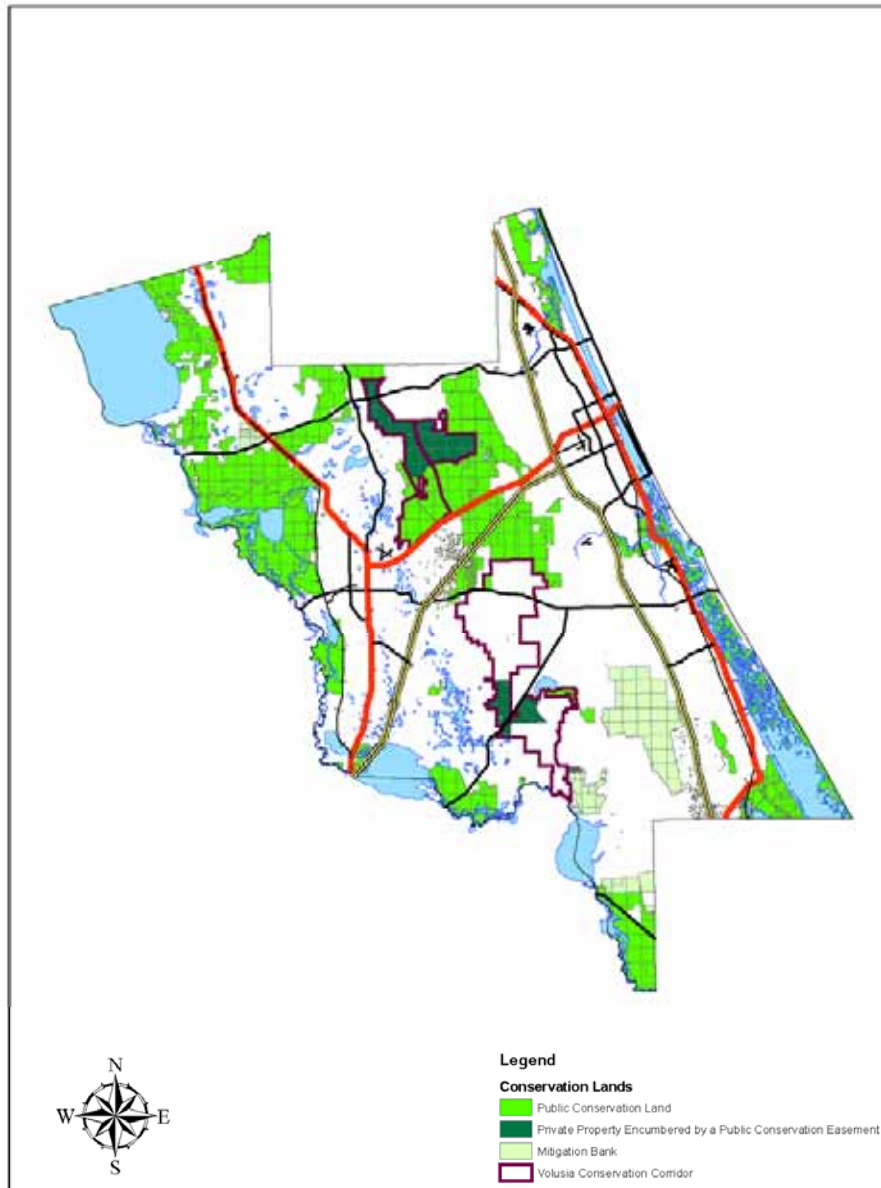 N
W E
S
Legend
Conservation Lands
Public Conservation Land
Private Property Encumbered by a Public Conservation Easement
Mitigation Bank
Volusia Conservation Corridor